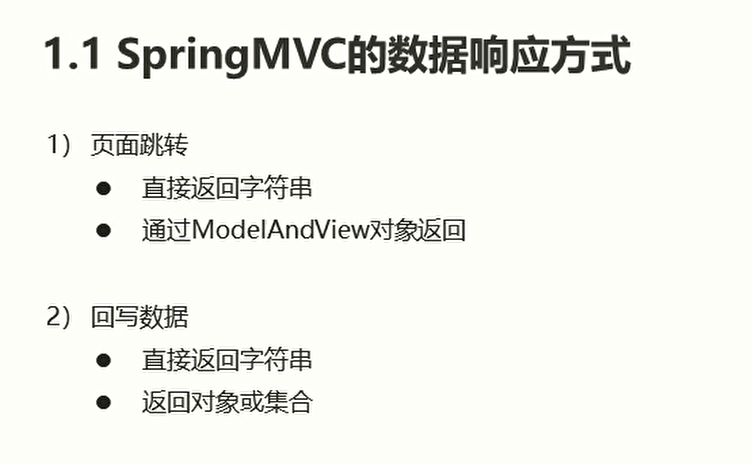 1.1 SpringMVC的数据响应方式
1） 页面跳转
● 直接返回字符串
● 通过ModelAndView对象返回
2） 回写数据
● 直接返回字符串
● 返回对象或集合